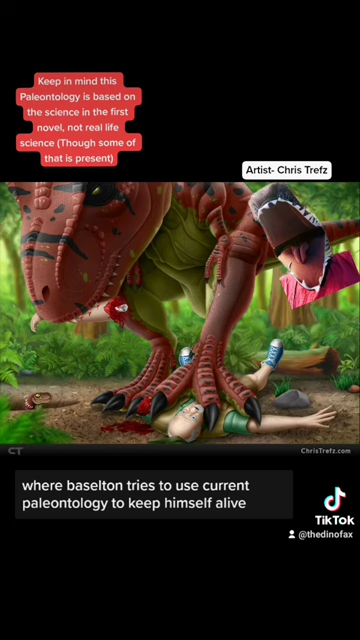 Keep in mind this
Paleontology is based on
the science in the first
novel, not real life
science (Though some of
that is present)
Artist- Chris Trefz
CT
ChrisTrefz.com
where baselton tries to use current
paleontology to keep himself alive
TikTok
@thedinofax